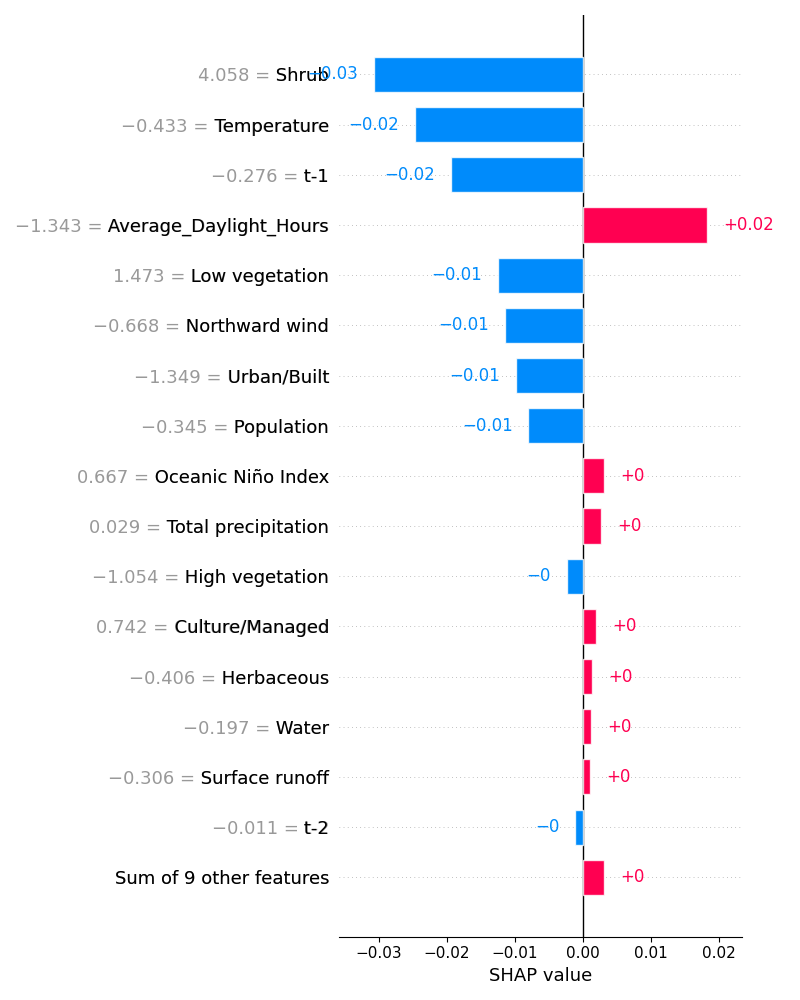 4.058 = Shrub −0.03
−0.433 = Temperature −0.02
−0.276 = t-1 −0.02
−1.343 = Average_Daylight_Hours +0.02
1.473 = Low vegetation −0.01
−0.668 = Northward wind −0.01
−1.349 = Urban/Built −0.01
−0.345 = Population −0.01
0.667 = Oceanic Niño Index +0
0.029 = Total precipitation +0
−1.054 = High vegetation −0
0.742 = Culture/Managed +0
−0.406 = Herbaceous +0
−0.197 = Water +0
−0.306 = Surface runoff +0
−0.011 = t-2 −0
Sum of 9 other features +0
−0.03 −0.02 −0.01 0.00 0.01 0.02
SHAP value